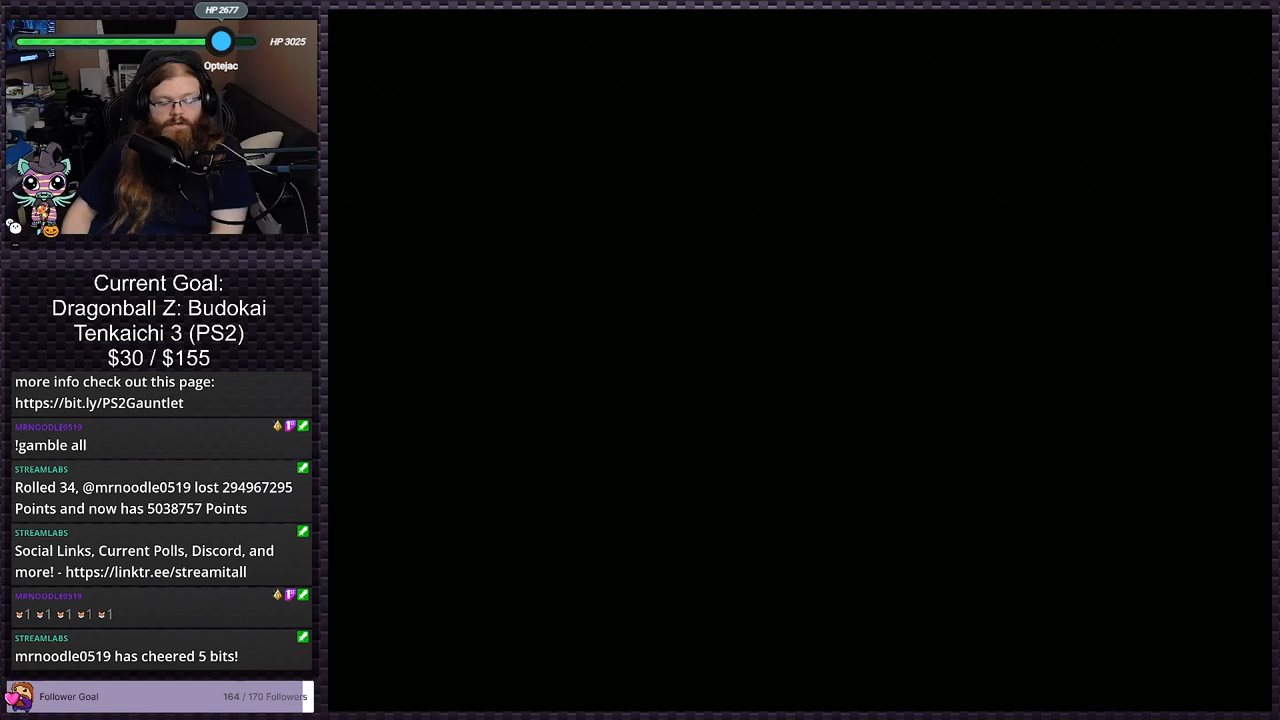 HP 2677
HP 3025
Optejac
Current Goal:
Dragonball Z: Budokai
Tenkaichi 3 (PS2)
$30 / $155
more info check out this page:
https://bit.ly/PS2Gauntlet
MRNOODLE0519
!gamble all
STREAMLABS
Rolled 34, @mrnoodle0519 lost 294967295
Points and now has 5038757 Points
STREAMLABS
Social Links, Current Polls, Discord, and
more! - https://linktr.ee/streamitall
MRNOODLE0519
1 1 1 1 1
STREAMLABS
mrnoodle0519 has cheered 5 bits!
Follower Goal
164 / 170 Followers